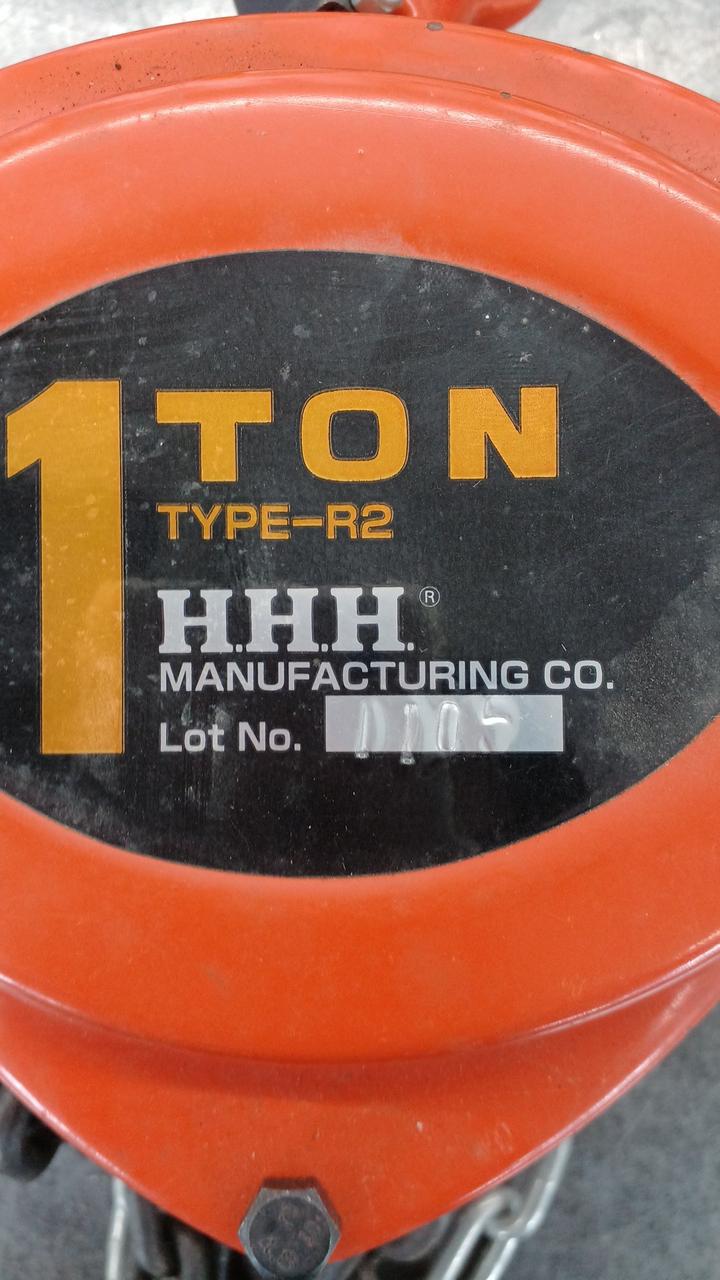 1 TON
TYPE-R2
H.H.H.®
MANUFACTURING CO.
Lot No.